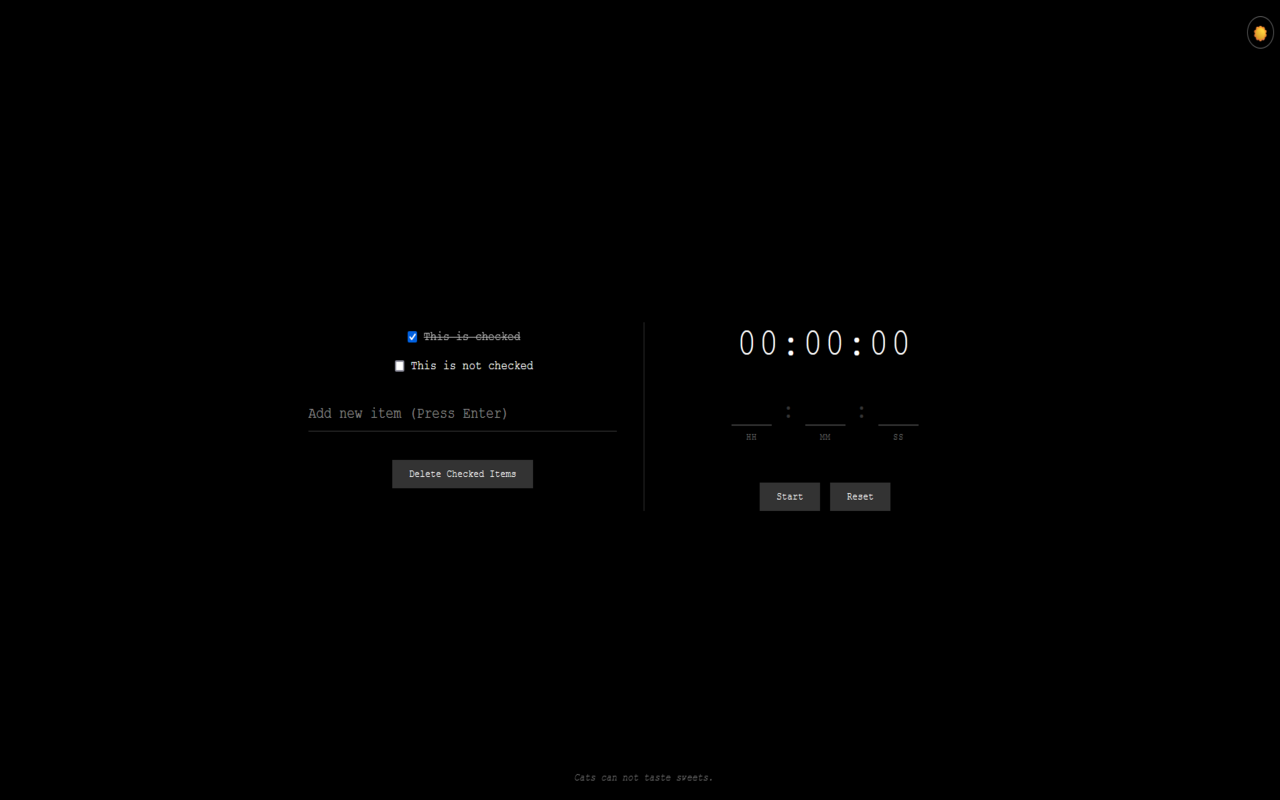 This is checked
This is not checked
Add new item (Press Enter)
Delete Checked Items
00:00:00
: :
HH MM SS
Start Reset
Cats can not taste sweets.